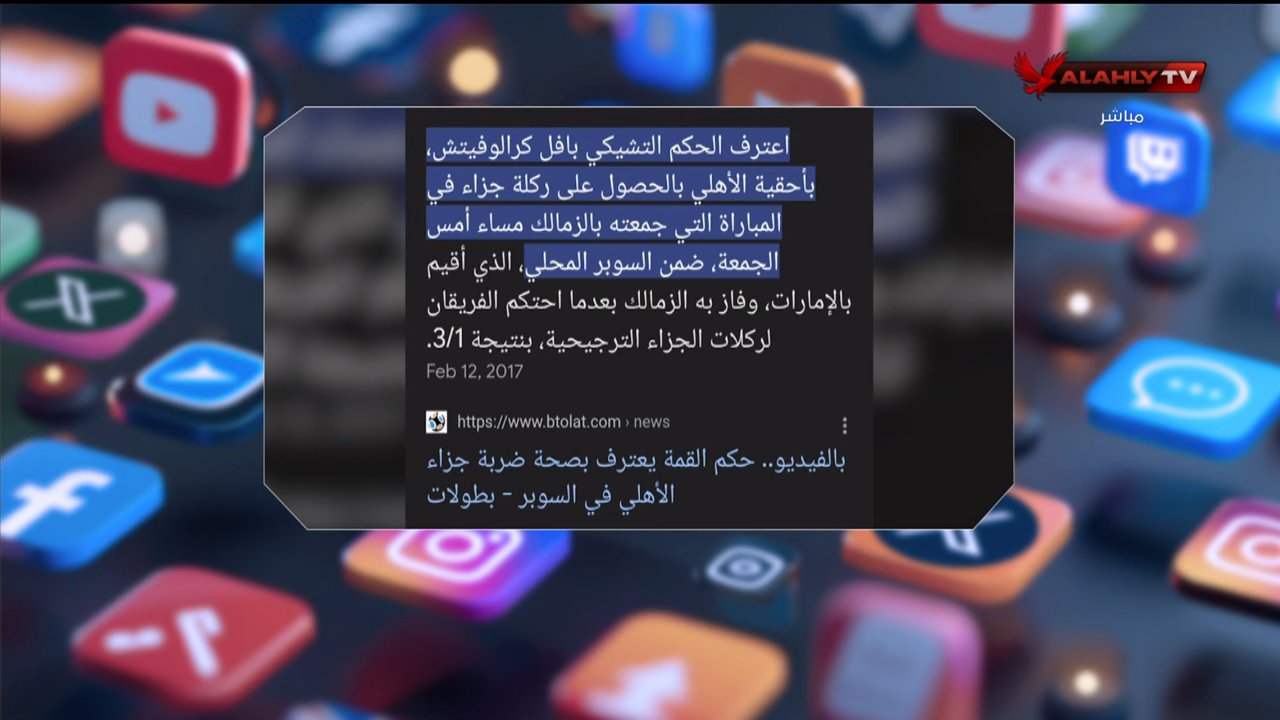 ALAHLY TV
مباشر
اعترف الحكم التشيكي بافل كرالوفيتش،
بأحقية الأهلي بالحصول على ركلة جزاء في
المباراة التي جمعته بالزمالك مساء أمس
الجمعة، ضمن السوبر المحلي، الذي أقيم
بالإمارات، وفاز به الزمالك بعدما احتكم الفريقان
لركلات الجزاء الترجيحية، بنتيجة 3/1.
Feb 12, 2017
https://www.btolat.com › news
بالفيديو.. حكم القمة يعترف بصحة ضربة جزاء
الأهلي في السوبر - بطولات